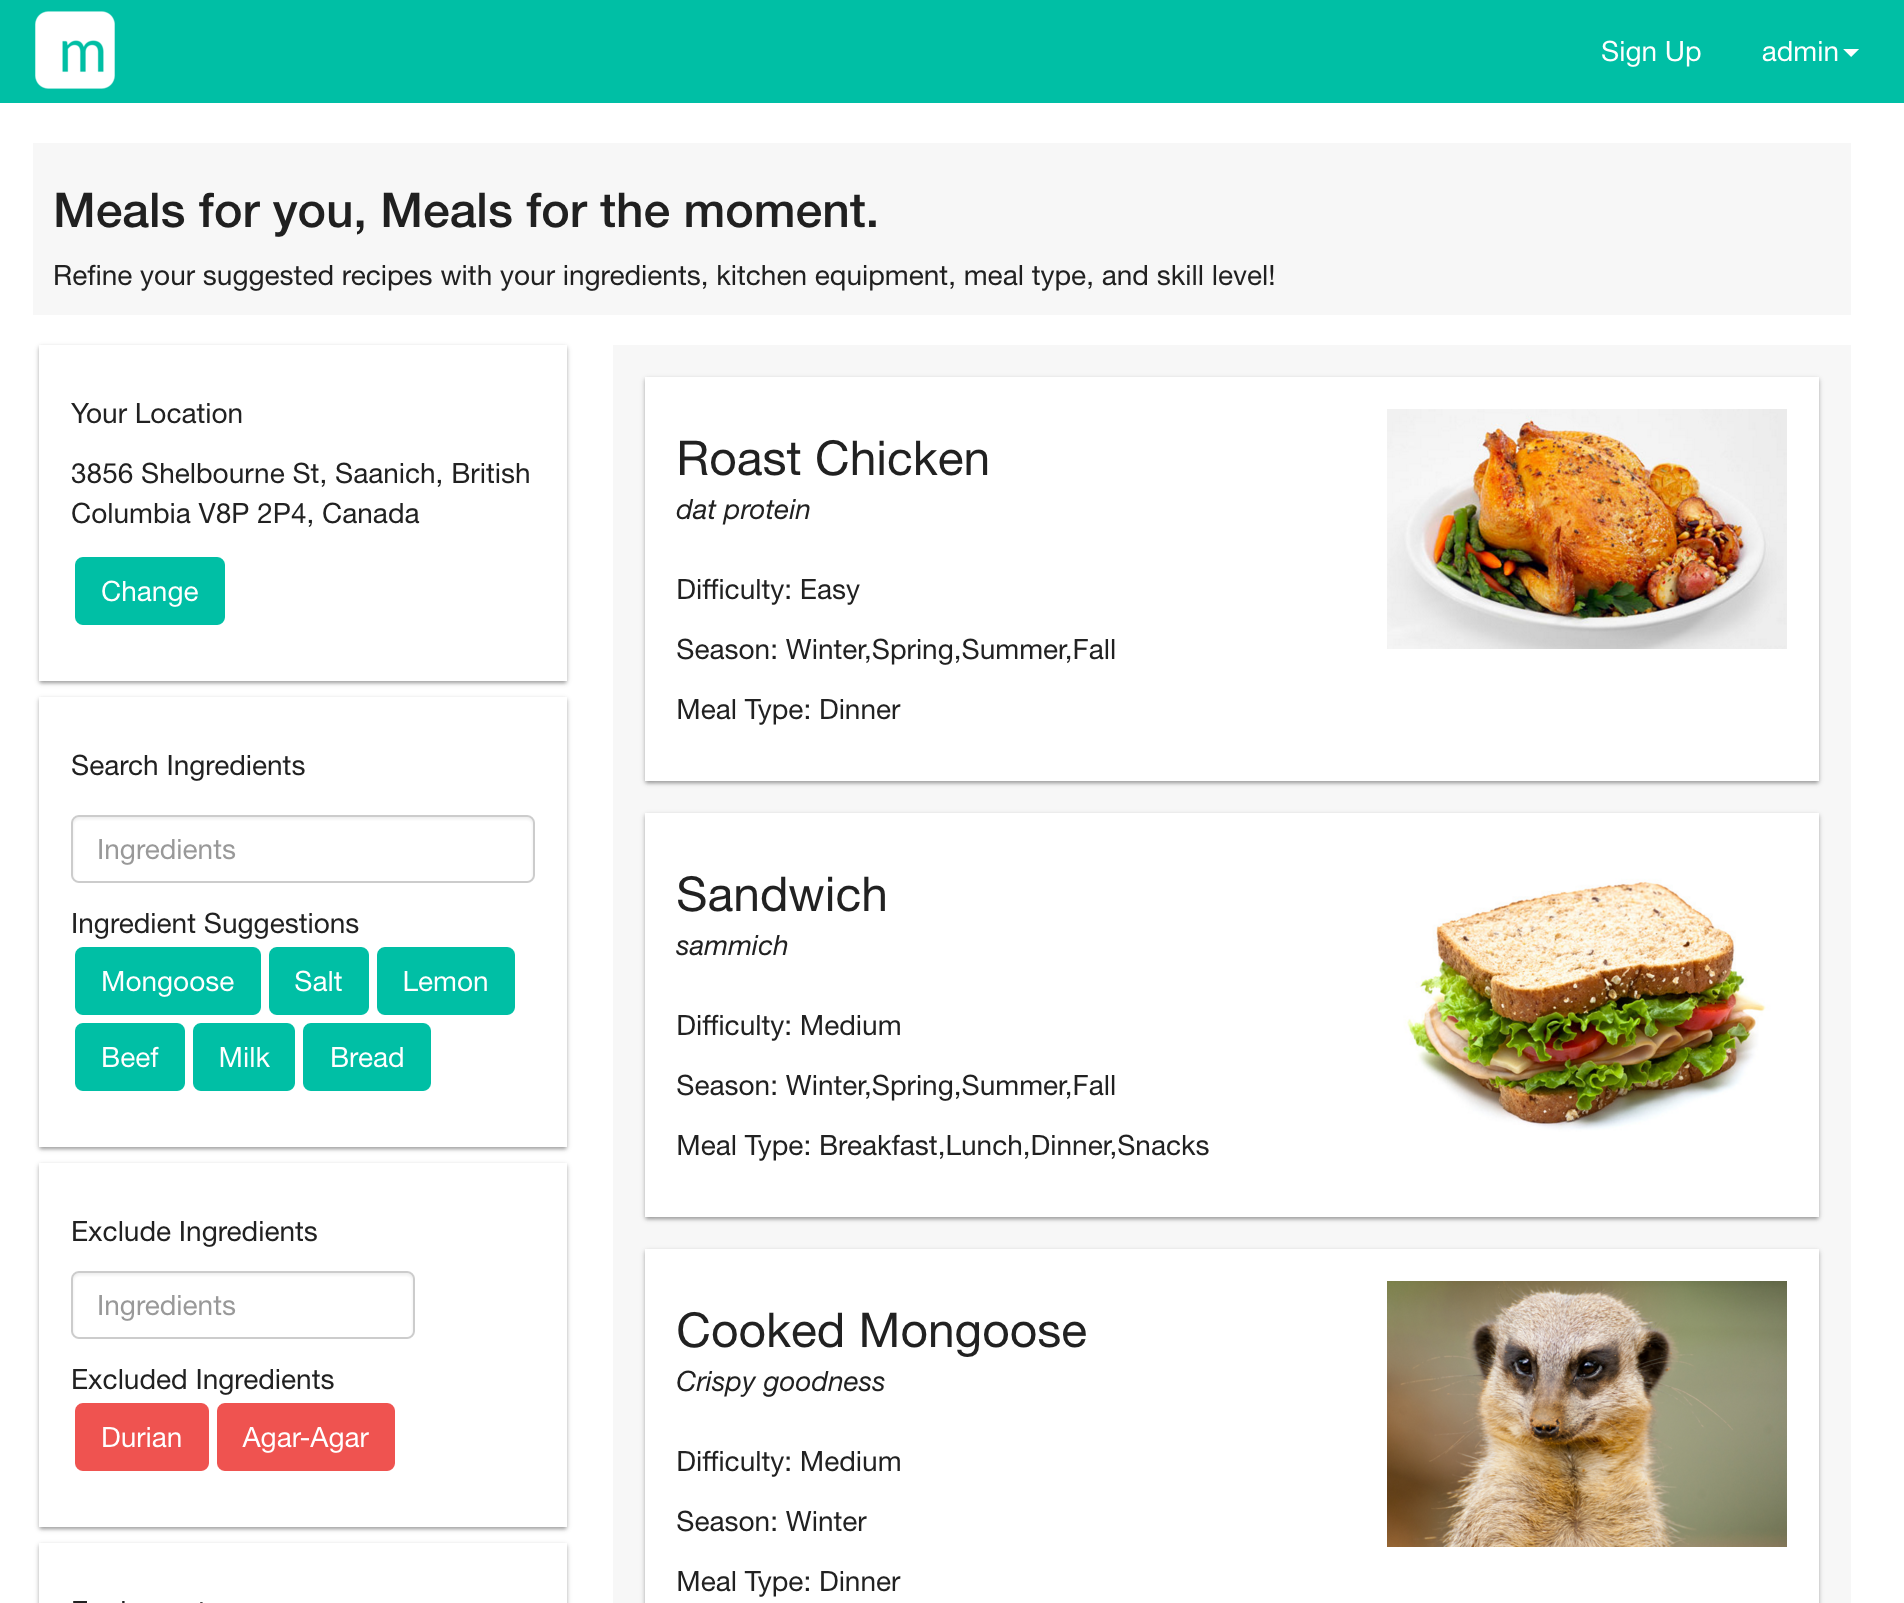 m
Sign Up
admin
Meals for you, Meals for the moment.
Refine your suggested recipes with your ingredients, kitchen equipment, meal type, and skill level!
Your Location
3856 Shelbourne St, Saanich, British
Columbia V8P 2P4, Canada
Change
Search Ingredients
Ingredients
Ingredient Suggestions
Mongoose Salt Lemon
Beef Milk Bread
Exclude Ingredients
Ingredients
Excluded Ingredients
Durian Agar-Agar
Roast Chicken
dat protein
Difficulty: Easy
Season: Winter,Spring,Summer,Fall
Meal Type: Dinner
Sandwich
sammich
Difficulty: Medium
Season: Winter,Spring,Summer,Fall
Meal Type: Breakfast,Lunch,Dinner,Snacks
Cooked Mongoose
Crispy goodness
Difficulty: Medium
Season: Winter
Meal Type: Dinner